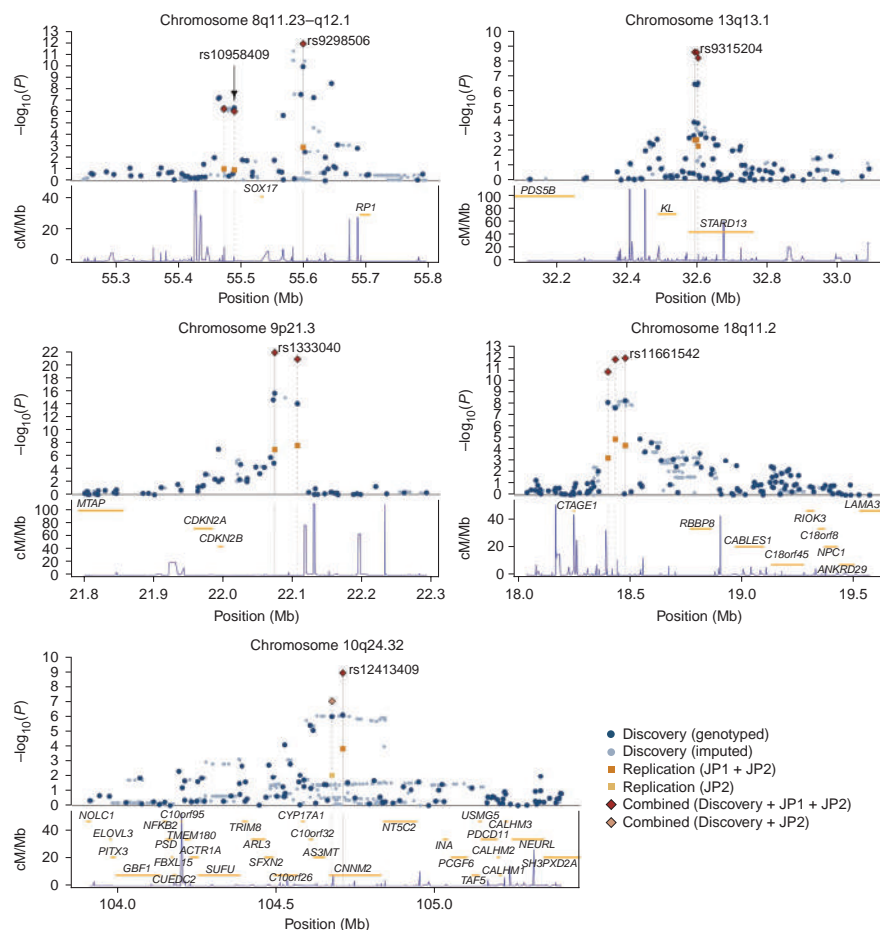 Chromosome 8q11.23–q12.1
13
12
11
10
9
8
7
6
5
4
3
2
1
0
–log10(P)
rs10958409
rs9298506
SOX17
RP1
40
20
0
cM/Mb
55.3 55.4 55.5 55.6 55.7 55.8
Position (Mb)
Chromosome 13q13.1
10
9
8
7
6
5
4
3
2
1
0
–log10(P)
rs9315204
PDS5B
KL
STARD13
100
80
60
40
20
0
cM/Mb
32.2 32.4 32.6 32.8 33.0
Position (Mb)
Chromosome 9p21.3
22
20
18
16
14
12
10
8
6
4
2
0
–log10(P)
rs1333040
MTAP
CDKN2A
CDKN2B
100
80
60
40
20
0
cM/Mb
21.8 21.9 22.0 22.1 22.2 22.3
Position (Mb)
Chromosome 18q11.2
13
12
11
10
9
8
7
6
5
4
3
2
1
0
–log10(P)
rs11661542
CTAGE1
RBBP8
CABLES1
RIOK3
LAMA3
C18orf8
NPC1
C18orf45
ANKRD29
40
20
0
cM/Mb
18.0 18.5 19.0 19.5
Position (Mb)
Chromosome 10q24.32
10
9
8
7
6
5
4
3
2
1
0
–log10(P)
rs12413409
NOLC1 C10orf95 CYP17A1 USMG5
ELOVL3 NFKB2 TRIM8 C10orf32 NT5C2 CALHM3
PSD TMEM180 PDCD11 NEURL
PITX3 FBXL15 ACTR1A ARL3 AS3MT INA CALHM2
GBF1 SUFU SFXN2 CNNM2 PCGF6 CALHM1 SH3PXD2A
CUEDC2 C10orf26 TAF5
40
20
0
cM/Mb
104.0 104.5 105.0
Position (Mb)
Discovery (genotyped)
Discovery (imputed)
Replication (JP1 + JP2)
Replication (JP2)
Combined (Discovery + JP1 + JP2)
Combined (Discovery + JP2)